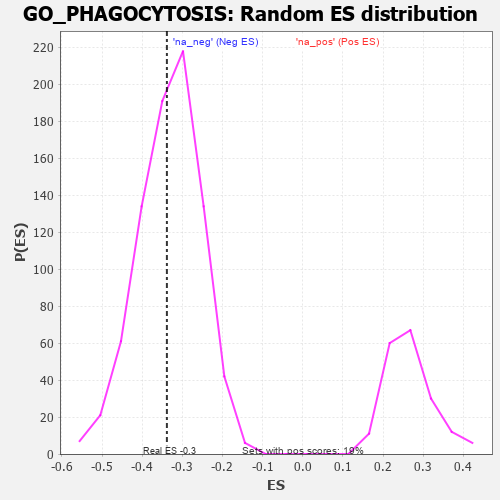 GO_PHAGOCYTOSIS: Random ES distribution
'na_neg' (Neg ES)
'na_pos' (Pos ES)
220
200
180
160
140
120
100
80
60
40
20
0
P(ES)
Real ES -0.3
Sets with pos scores: 19%
-0.6 -0.5 -0.4 -0.3 -0.2 -0.1 0.0 0.1 0.2 0.3 0.4
ES